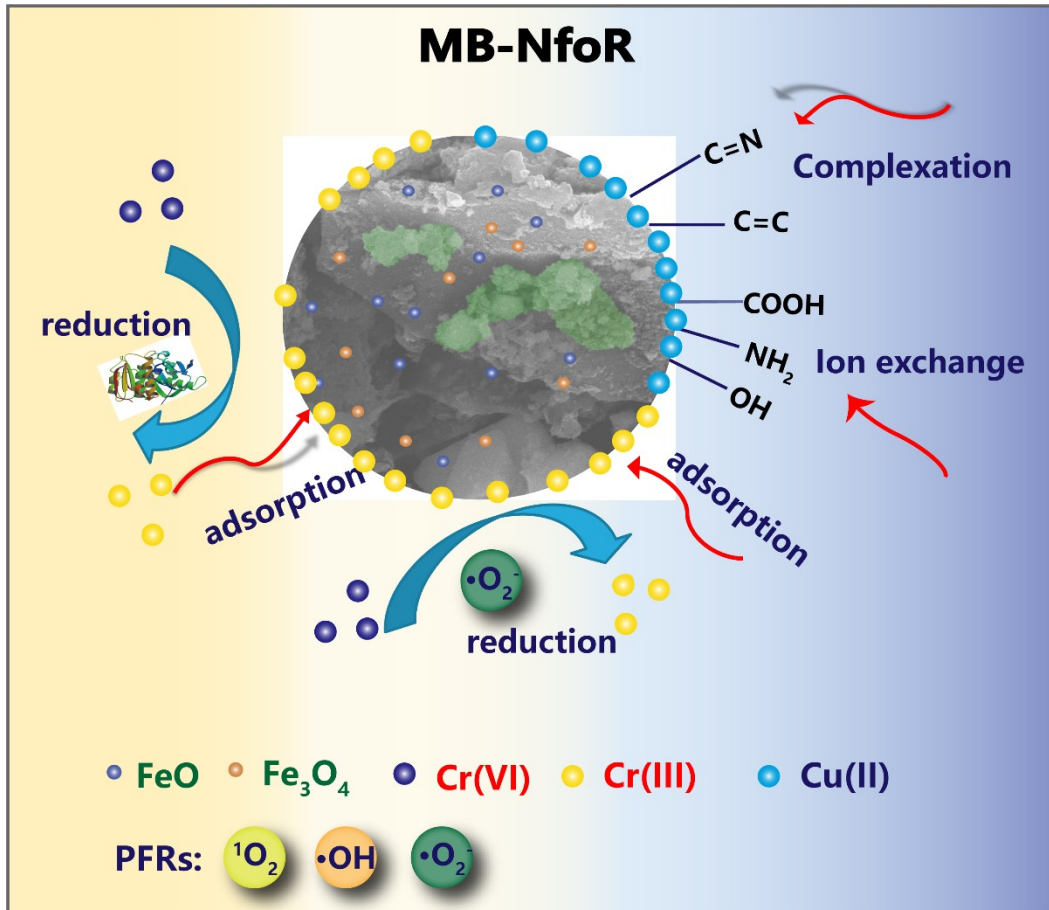 MB-NfoR
C=N
Complexation
C=C
COOH
NH₂
Ion exchange
OH
reduction
adsorption
adsorption
•O₂⁻
reduction
FeO Fe₃O₄ Cr(VI) Cr(III) Cu(II)
PFRs: ¹O₂ •OH •O₂⁻